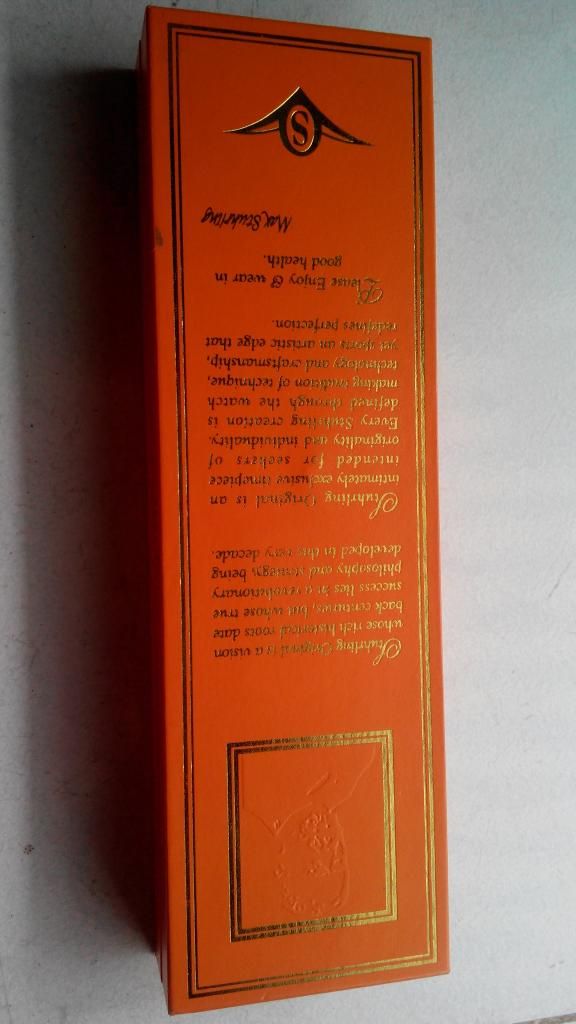 Stuhrling Original is a vision
whose rich historical roots date
back centuries, but whose true
success lies in a revolutionary
philosophy and strategy, being
developed in this very decade.
Stuhrling Original is an
intimately exclusive timepiece
intended for seekers of
originality and individuality.
Every Stuhrling creation is
defined through the watch
making tradition of technique,
technology and craftsmanship,
yet sports an artistic edge that
redefines perfection.
Please Enjoy & wear in
good health.
Max Stuhrling
S